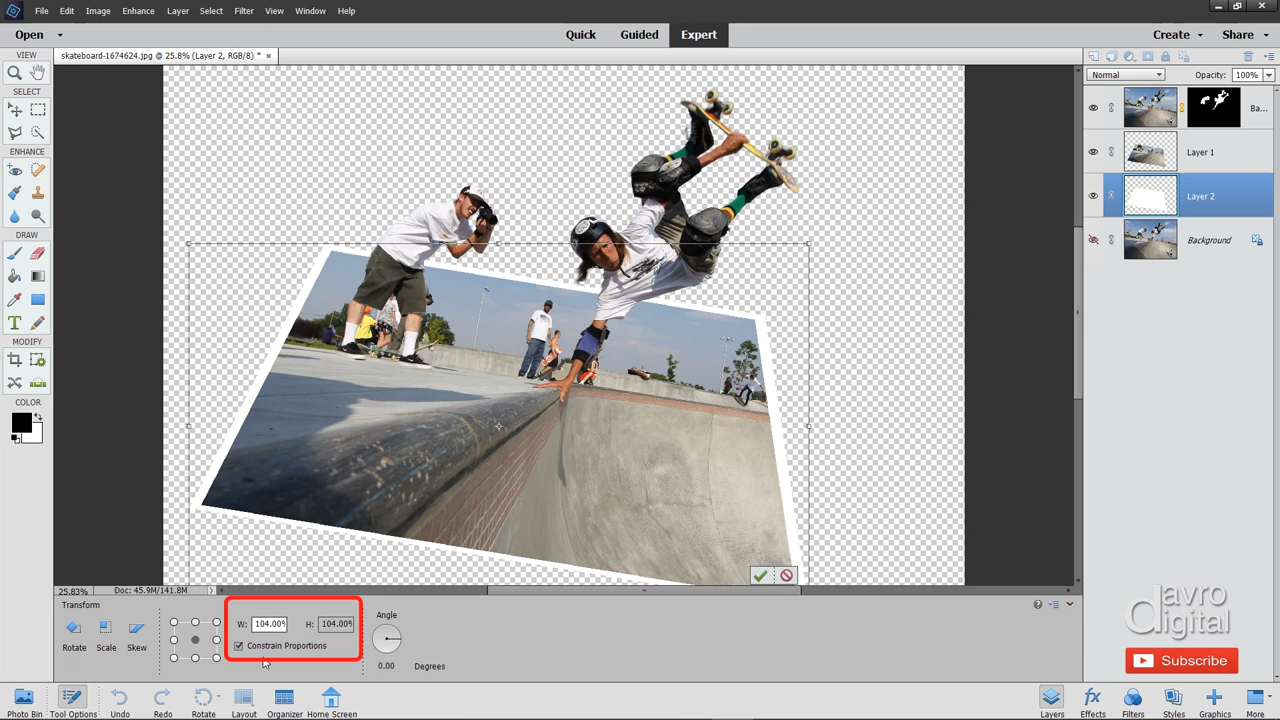 File Edit Image Enhance Layer Select Filter View Window Help
Open Quick Guided Expert Create Share
VIEW
skateboard-1674624.jpg @ 25.8% (Layer 2, RGB/8) * ×
Normal Opacity: 100%
SELECT
Ba...
Layer 1
ENHANCE
Layer 2
DRAW
Background
T
MODIFY
COLOR
25.83% Doc: 45.9M/141.8M
Transform
W: 104.00% H: 104.00%
Angle
Constrain Proportions
Rotate Scale Skew
0.00 Degrees
davro
digital
Subscribe
Photo Bin Tool Options Undo Redo Rotate Layout Organizer Home Screen Layers Effects Filters Styles Graphics More